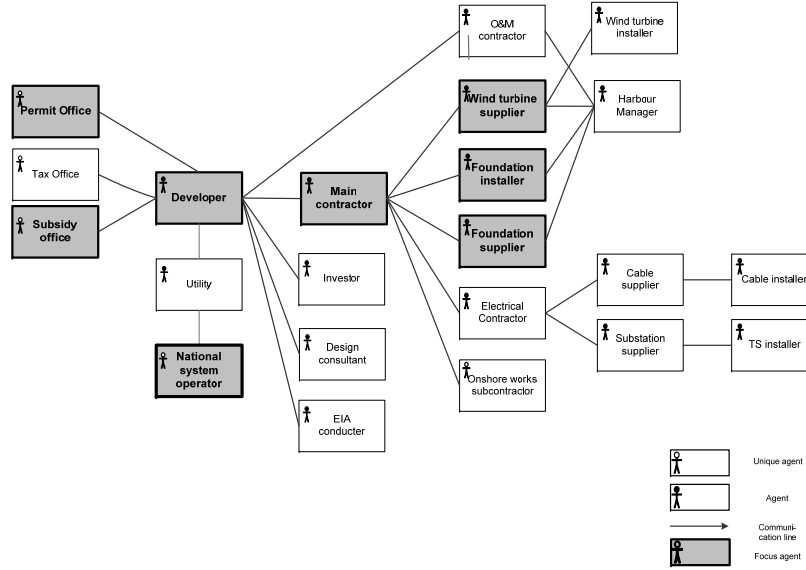 O&M
contractor
Wind turbine
installer
Permit Office
Wind turbine
supplier
Harbour
Manager
Tax Office
Foundation
installer
Developer
Main
contractor
Subsidy
office
Foundation
supplier
Utility
Investor
Electrical
Contractor
Cable
supplier
Cable installer
National
system
operator
Design
consultant
Substation
supplier
TS installer
Onshore works
subcontractor
EIA
conducter
Unique agent
Agent
Communi-
cation line
Focus agent